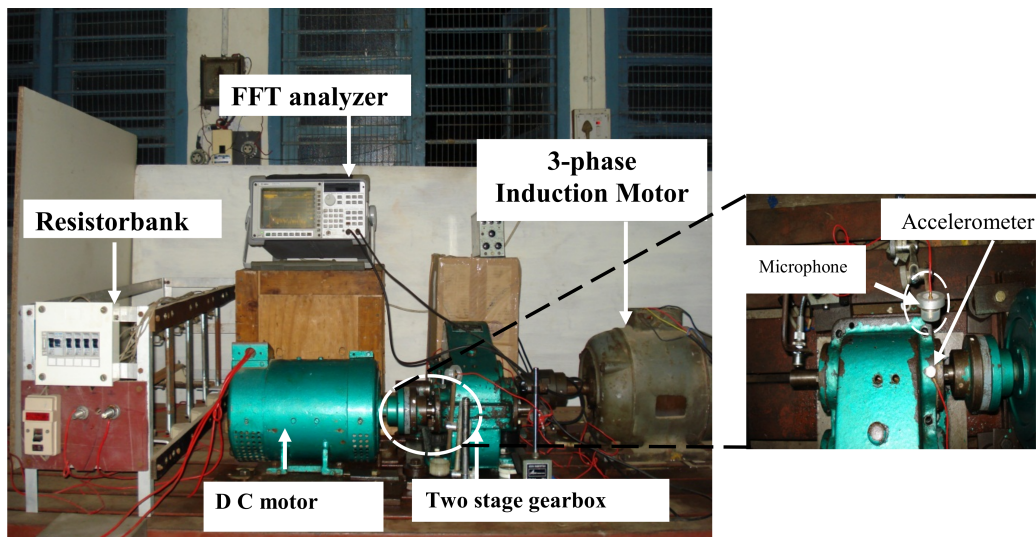 FFT analyzer
3-phase
Induction Motor
Resistorbank
Accelerometer
Microphone
D C motor
Two stage gearbox